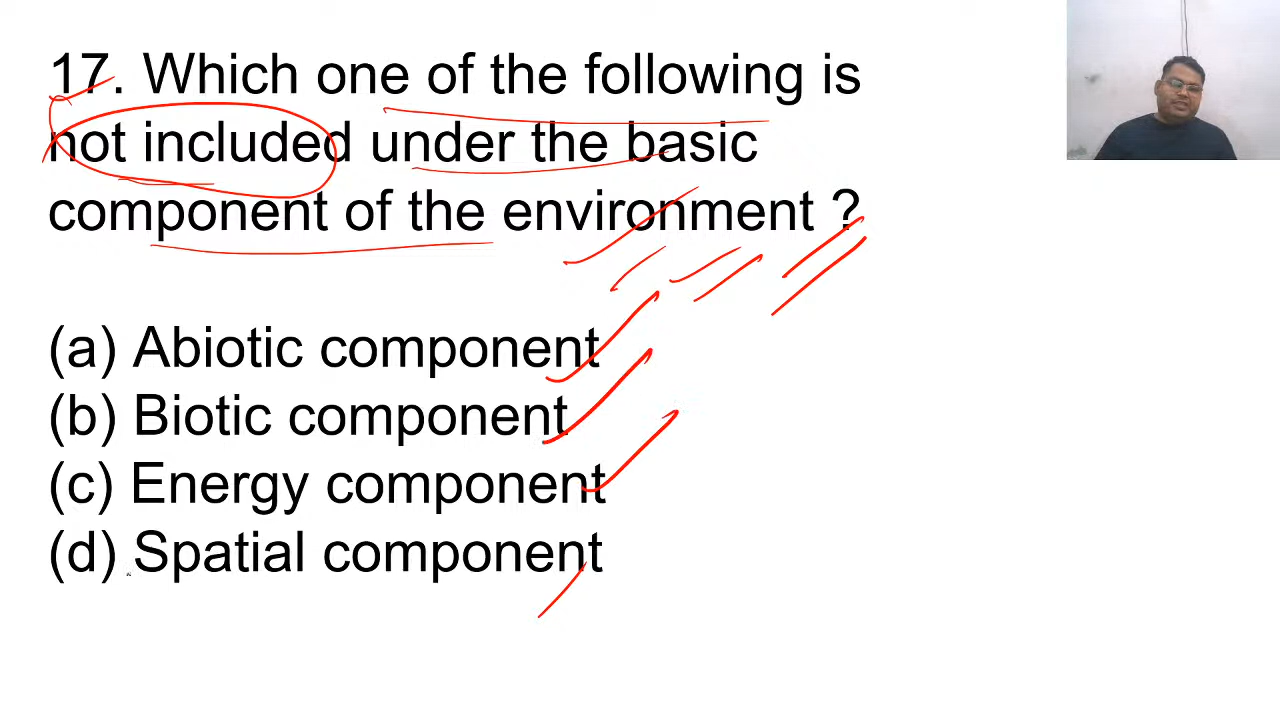 17. Which one of the following is
not included under the basic
component of the environment ?
(a) Abiotic component
(b) Biotic component
(c) Energy component
(d) Spatial component